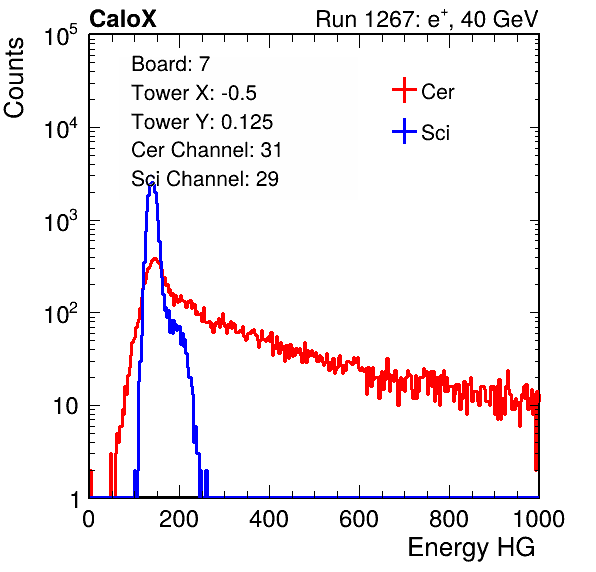 CaloX Run 1267: e⁺, 40 GeV
Board: 7
Tower X: -0.5
Tower Y: 0.125
Cer Channel: 31
Sci Channel: 29
Cer
Sci
Counts
10⁵
10⁴
10³
10²
10
1
0 200 400 600 800 1000
Energy HG